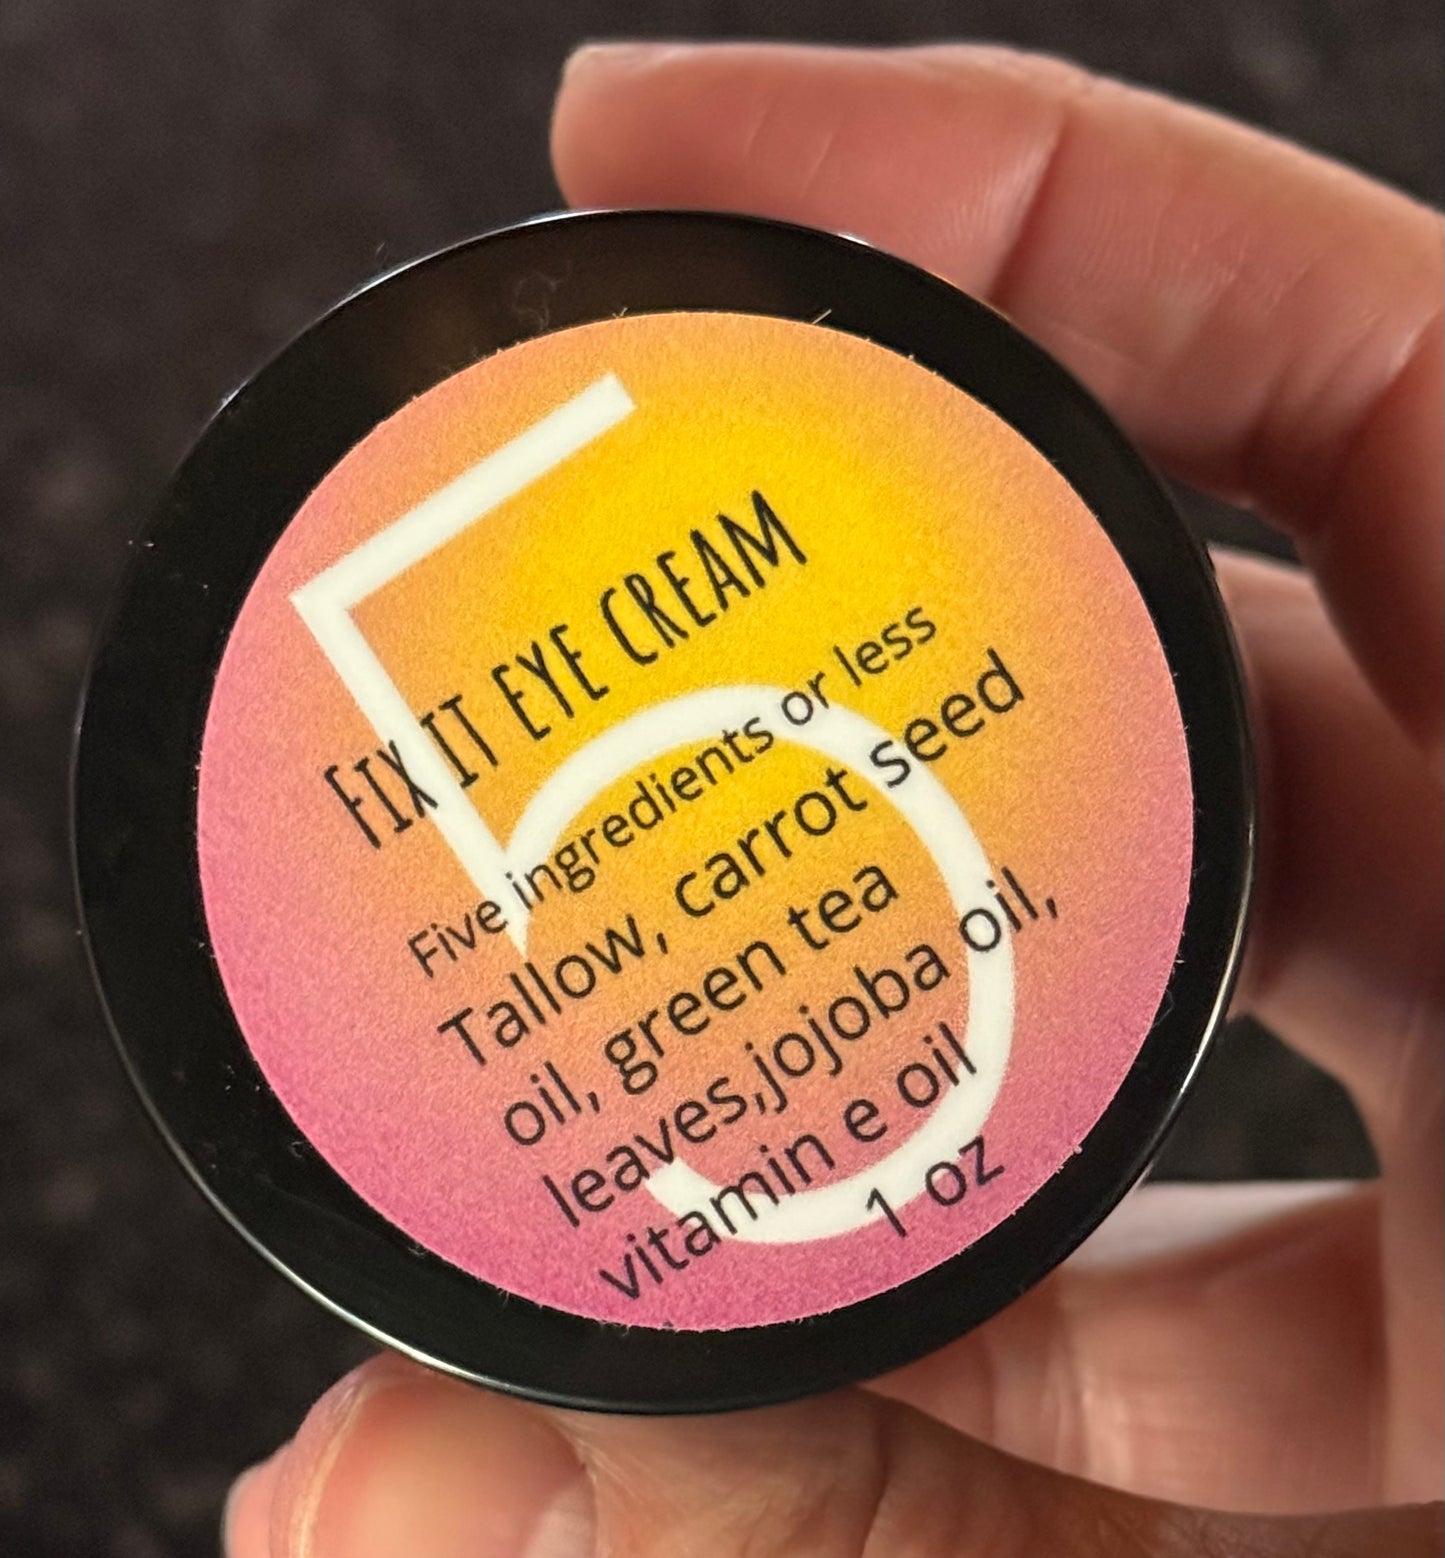 5
FIX IT EYE CREAM
Five ingredients or less
Tallow, carrot seed
oil, green tea
leaves,jojoba oil,
vitamin e oil
1 oz